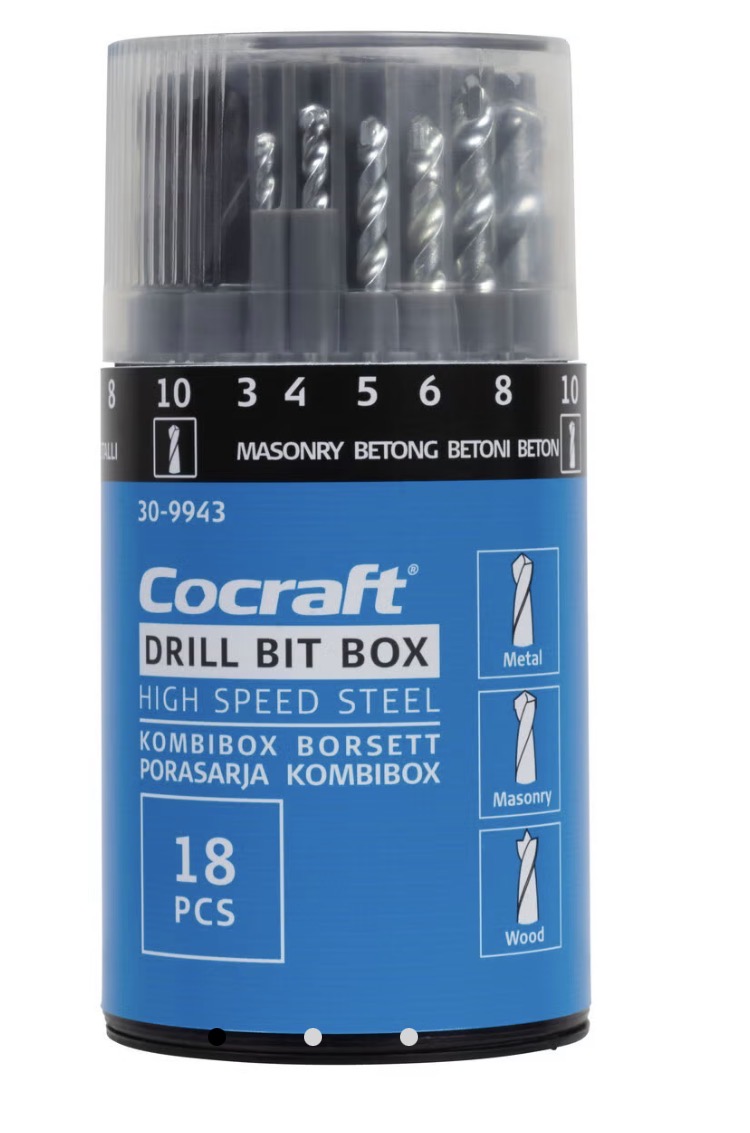 8 10 3 4 5 6 8 10
MASONRY BETONG BETONI BETON
30-9943
Cocraft®
DRILL BIT BOX
HIGH SPEED STEEL
KOMBIBOX BORSETT
PORASARJA KOMBIBOX
18
PCS
Metal
Masonry
Wood